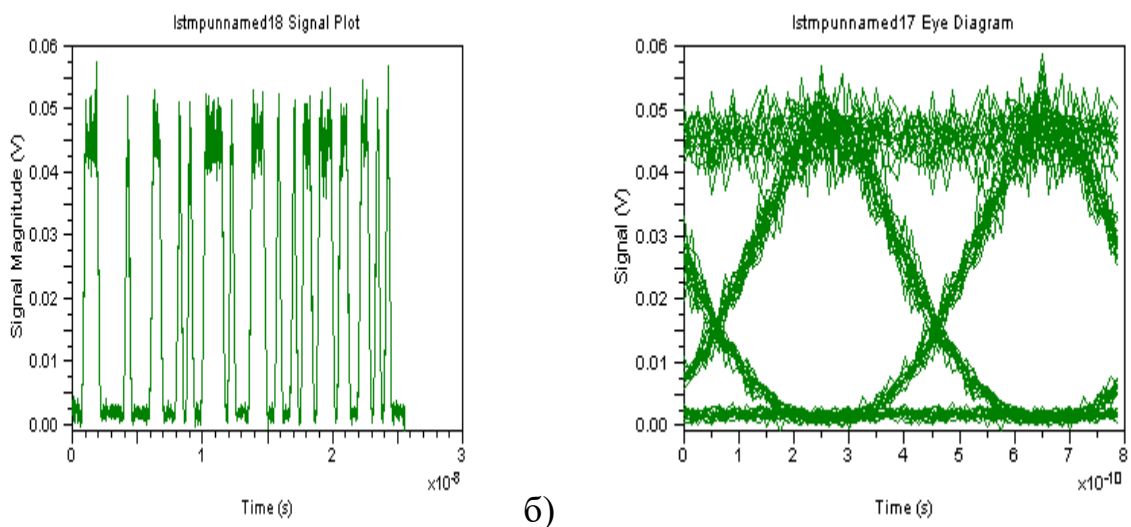 lstmpunnamed18 Signal Plot
Signal Magnitude (V)
0.06
0.05
0.04
0.03
0.02
0.01
0.00
0 1 2 3
×10-8
Time (s)
б)
lstmpunnamed17 Eye Diagram
Signal (V)
0.06
0.05
0.04
0.03
0.02
0.01
0.00
0 1 2 3 4 5 6 7 8
×10-10
Time (s)